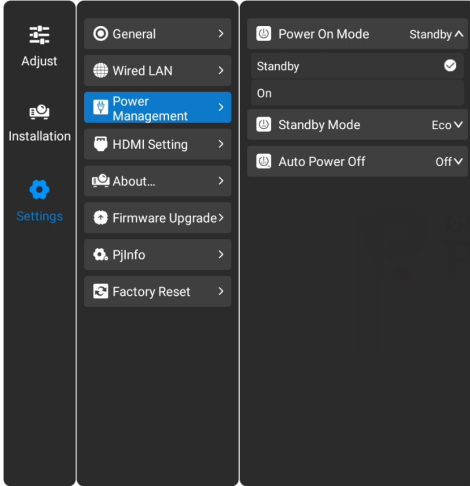 Adjust
Installation
Settings
General
Wired LAN
Power
Management
HDMI Setting
About...
Firmware Upgrade
PjInfo
Factory Reset
Power On Mode Standby
Standby
On
Standby Mode Eco
Auto Power Off Off